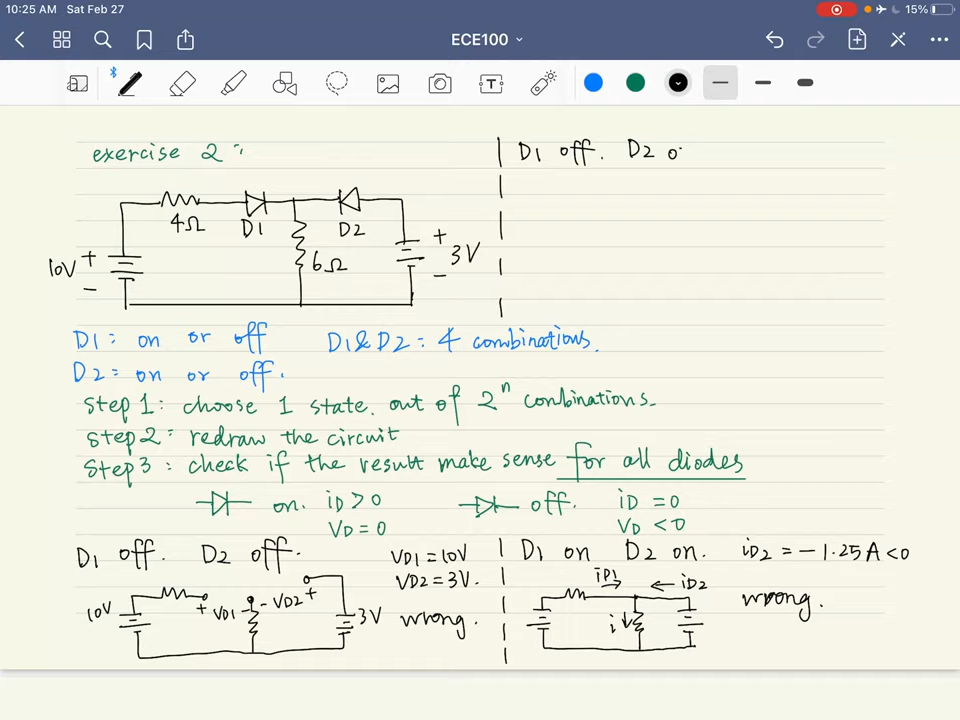 10:25 AM Sat Feb 27
15%
ECE100
T
exercise 2:
D1 off. D2 o
4Ω
D1
D2
10V + −
6Ω
+ − 3V
D1: on or off
D1&D2: 4 combinations.
D2: on or off.
Step 1: choose 1 state. out of 2^n combinations.
Step 2: redraw the circuit
Step 3: check if the result make sense for all diodes
on. iD > 0
VD = 0
off. iD = 0
VD < 0
D1 off. D2 off.
VD1 = 10V
VD2 = 3V.
wrong.
10V
+ VD1 −
− VD2 +
3V
D1 on D2 on.
iD2 = − 1.25 A < 0
wrong.
iD1
iD2
i